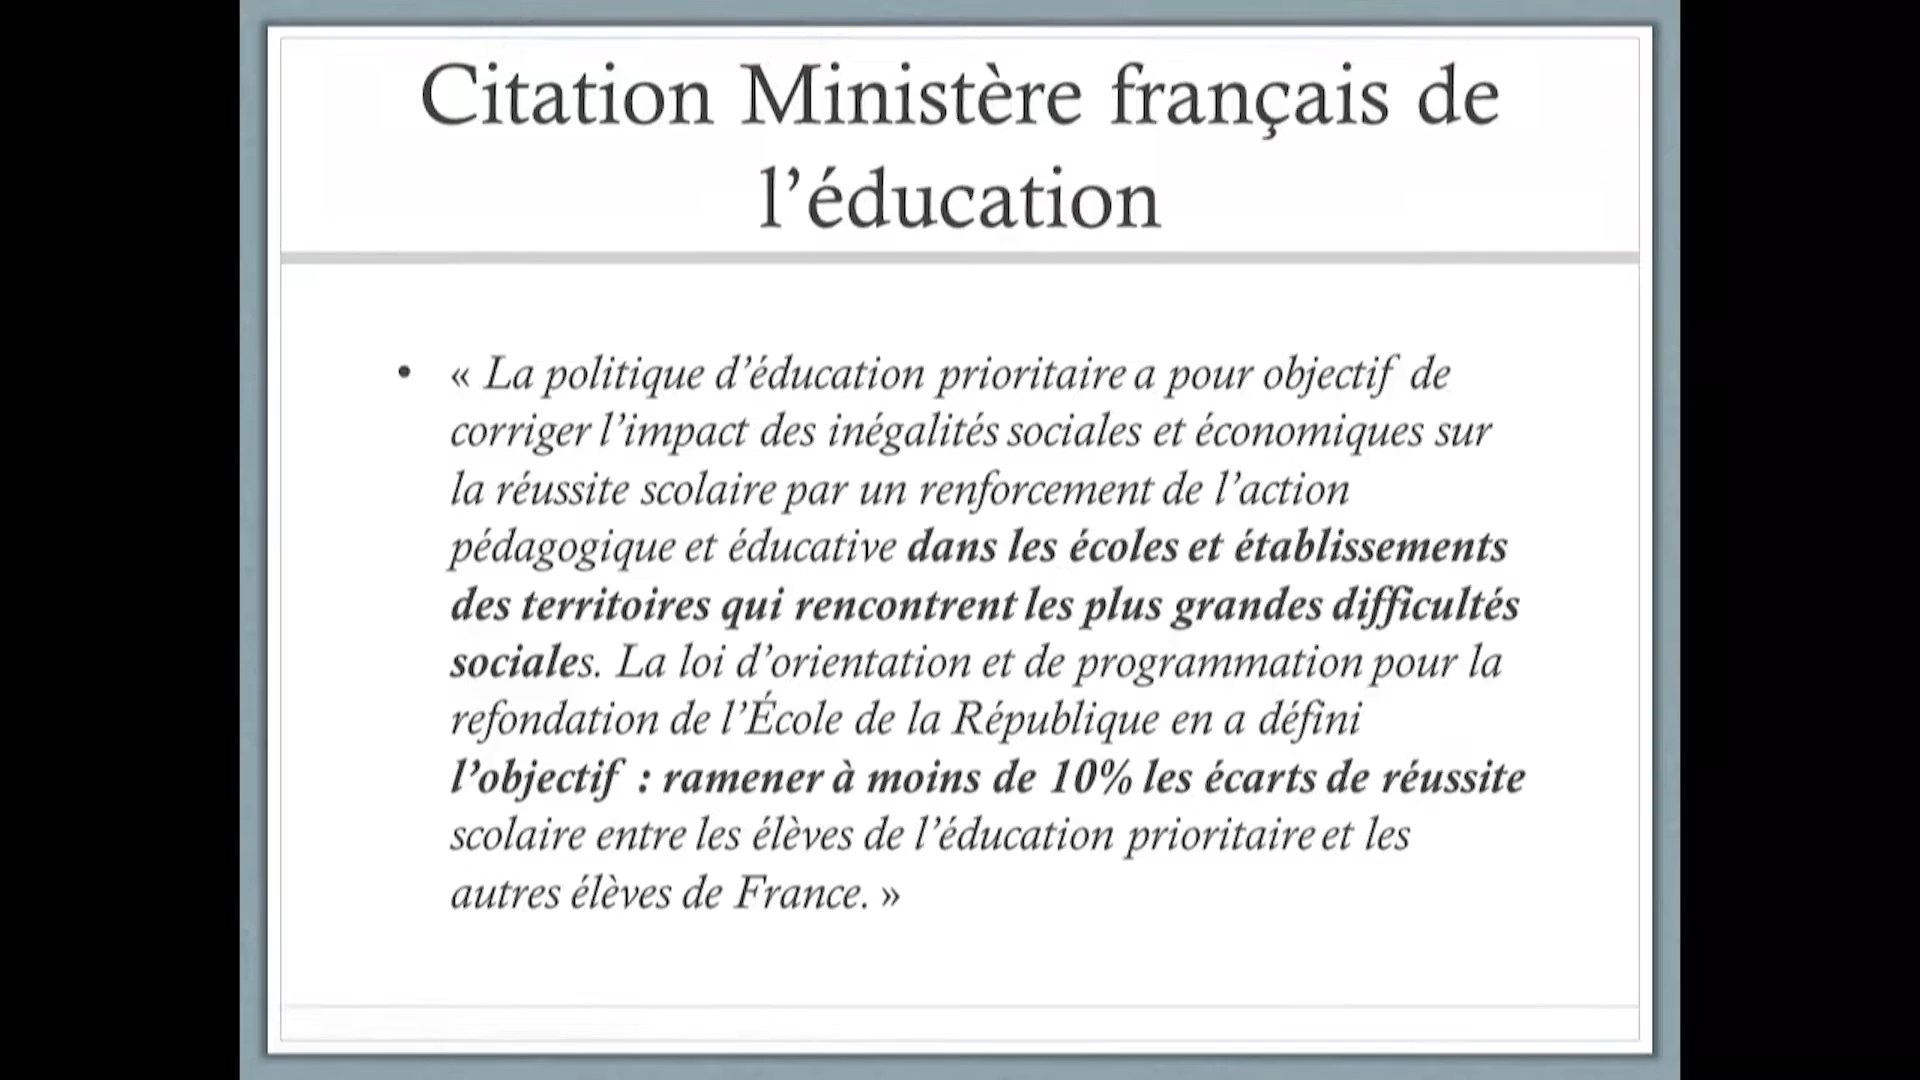 Citation Ministère français de
l’éducation
• « La politique d’éducation prioritaire a pour objectif de
corriger l’impact des inégalités sociales et économiques sur
la réussite scolaire par un renforcement de l’action
pédagogique et éducative dans les écoles et établissements
des territoires qui rencontrent les plus grandes difficultés
sociales. La loi d’orientation et de programmation pour la
refondation de l’École de la République en a défini
l’objectif : ramener à moins de 10% les écarts de réussite
scolaire entre les élèves de l’éducation prioritaire et les
autres élèves de France. »